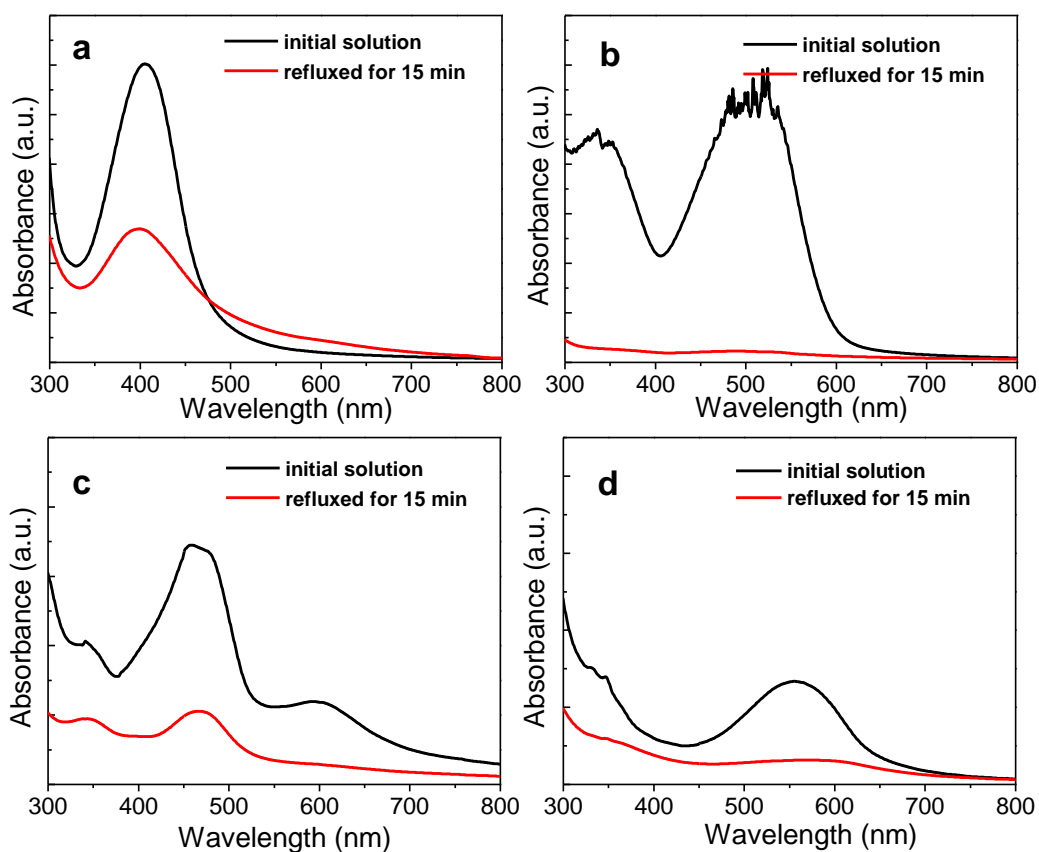 a
initial solution
refluxed for 15 min
Absorbance (a.u.)
300 400 500 600 700 800
Wavelength (nm)
b
initial solution
refluxed for 15 min
Absorbance (a.u.)
300 400 500 600 700 800
Wavelength (nm)
c
initial solution
refluxed for 15 min
Absorbance (a.u.)
300 400 500 600 700 800
Wavelength (nm)
d
initial solution
refluxed for 15 min
Absorbance (a.u.)
300 400 500 600 700 800
Wavelength (nm)